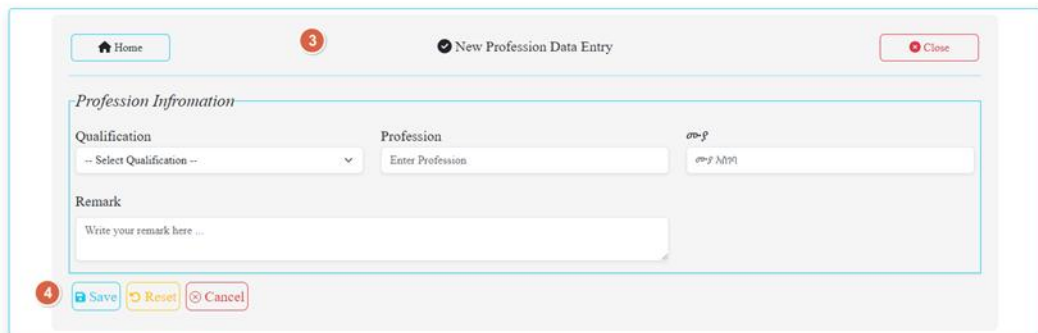 Home
3
New Profession Data Entry
Close
Profession Infromation
Qualification
Profession
ሙያ
-- Select Qualification --
Enter Profession
ሙያ አስገባ
Remark
Write your remark here ...
4
Save
Reset
Cancel